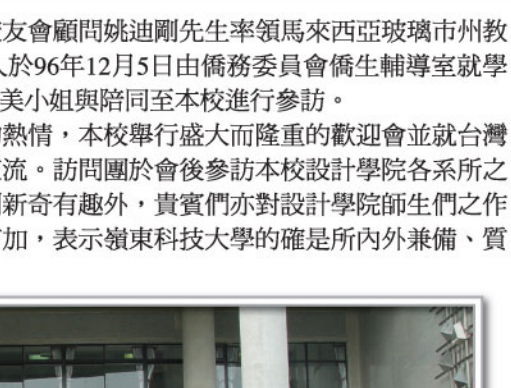 友會顧問姚迪剛先生率領馬來西亞玻璃市州教
人於96年12月5日由僑務委員會僑生輔導室就學
美小姐與陪同至本校進行參訪。
熱情，本校舉行盛大而隆重的歡迎會並就台灣
流。訪問團於會後參訪本校設計學院各系所之
新奇有趣外，貴賓們亦對設計學院師生們之作
加，表示嶺東科技大學的確是所內外兼備、質